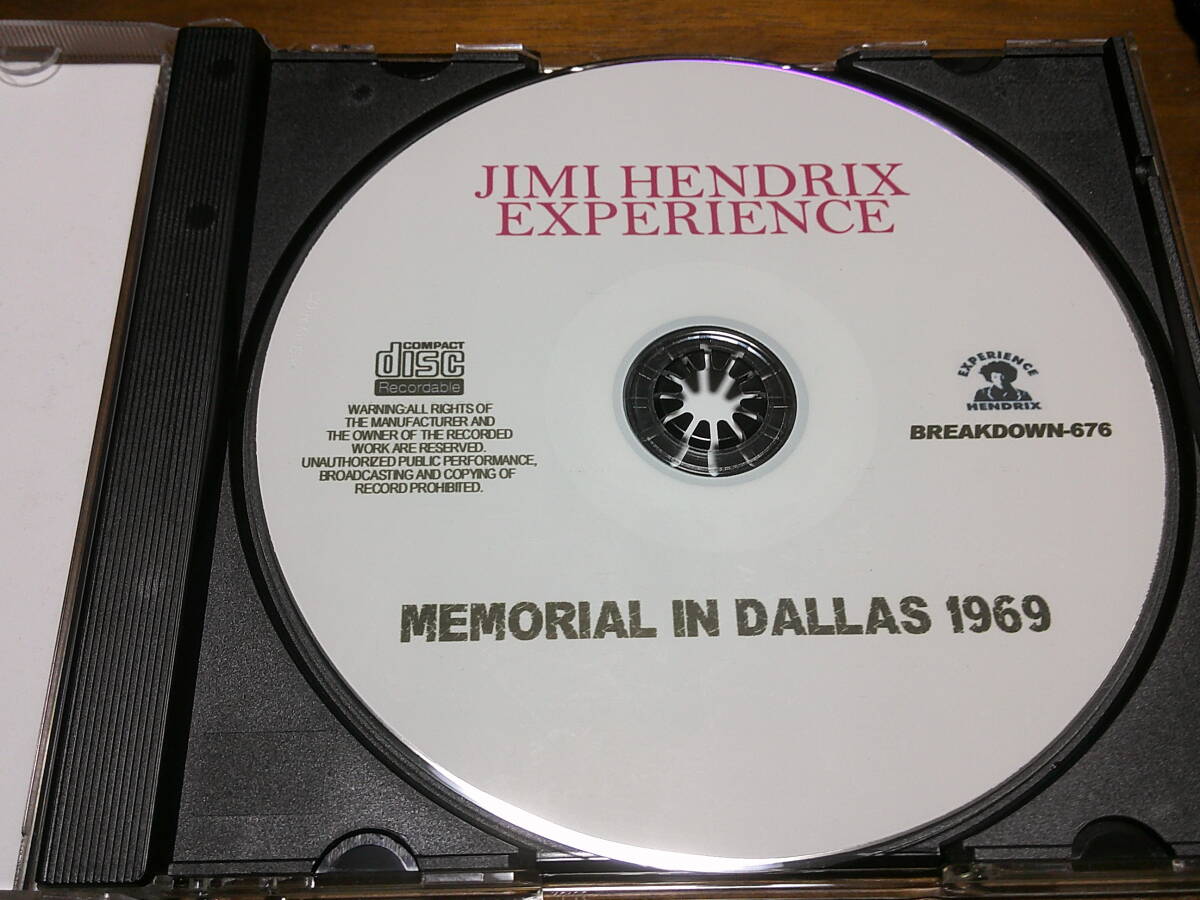 JIMI HENDRIX
EXPERIENCE
COMPACT
disc
Recordable
WARNING:ALL RIGHTS OF
THE MANUFACTURER AND
THE OWNER OF THE RECORDED
WORK ARE RESERVED.
UNAUTHORIZED PUBLIC PERFORMANCE,
BROADCASTING AND COPYING OF
RECORD PROHIBITED.
EXPERIENCE
HENDRIX
BREAKDOWN-676
MEMORIAL IN DALLAS 1969